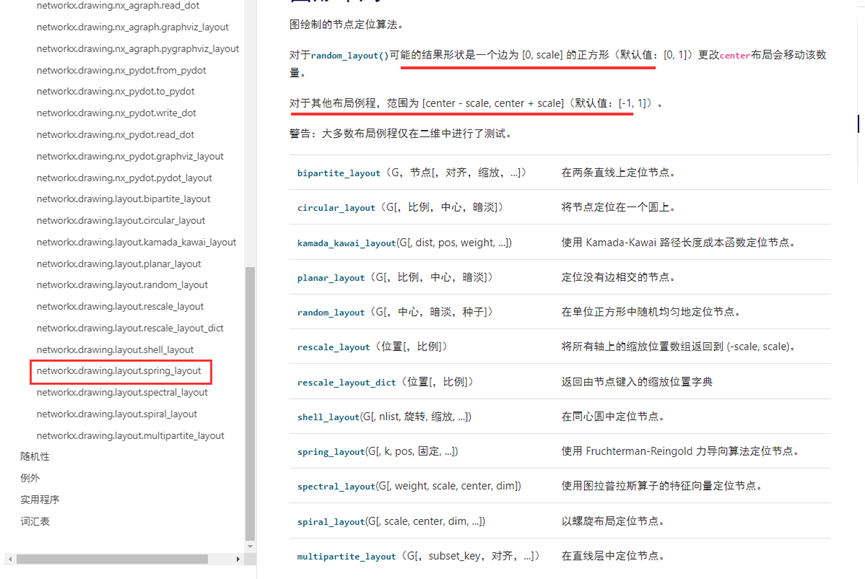 networkx.drawing.nx_agraph.read_dot
networkx.drawing.nx_agraph.graphviz_layout
networkx.drawing.nx_agraph.pygraphviz_layout
networkx.drawing.nx_pydot.from_pydot
networkx.drawing.nx_pydot.to_pydot
networkx.drawing.nx_pydot.write_dot
networkx.drawing.nx_pydot.read_dot
networkx.drawing.nx_pydot.graphviz_layout
networkx.drawing.nx_pydot.pydot_layout
networkx.drawing.layout.bipartite_layout
networkx.drawing.layout.circular_layout
networkx.drawing.layout.kamada_kawai_layout
networkx.drawing.layout.planar_layout
networkx.drawing.layout.random_layout
networkx.drawing.layout.rescale_layout
networkx.drawing.layout.rescale_layout_dict
networkx.drawing.layout.shell_layout
networkx.drawing.layout.spring_layout
networkx.drawing.layout.spectral_layout
networkx.drawing.layout.spiral_layout
networkx.drawing.layout.multipartite_layout
随机性
例外
实用程序
词汇表
图绘制的节点定位算法。
对于random_layout()可能的结果形状是一个边为 [0, scale] 的正方形（默认值：[0, 1]）更改center布局会移动该数
量。
对于其他布局例程，范围为 [center - scale, center + scale]（默认值：[-1, 1]）。
警告：大多数布局例程仅在二维中进行了测试。
bipartite_layout（G，节点[，对齐，缩放，...]） 在两条直线上定位节点。
circular_layout（G[，比例，中心，暗淡]） 将节点定位在一个圆上。
kamada_kawai_layout(G[, dist, pos, weight, ...]) 使用 Kamada-Kawai 路径长度成本函数定位节点。
planar_layout（G[，比例，中心，暗淡]） 定位没有边相交的节点。
random_layout（G[，中心，暗淡，种子]） 在单位正方形中随机均匀地定位节点。
rescale_layout（位置[，比例]） 将所有轴上的缩放位置数组返回到 (-scale, scale)。
rescale_layout_dict（位置[，比例]） 返回由节点键入的缩放位置字典
shell_layout(G[, nlist, 旋转, 缩放, ...]) 在同心圆中定位节点。
spring_layout(G[, k, pos, 固定, ...]) 使用 Fruchterman-Reingold 力导向算法定位节点。
spectral_layout(G[, weight, scale, center, dim]) 使用图拉普拉斯算子的特征向量定位节点。
spiral_layout(G[, scale, center, dim, ...]) 以螺旋布局定位节点。
multipartite_layout（G[，subset_key，对齐，...]） 在直线层中定位节点。